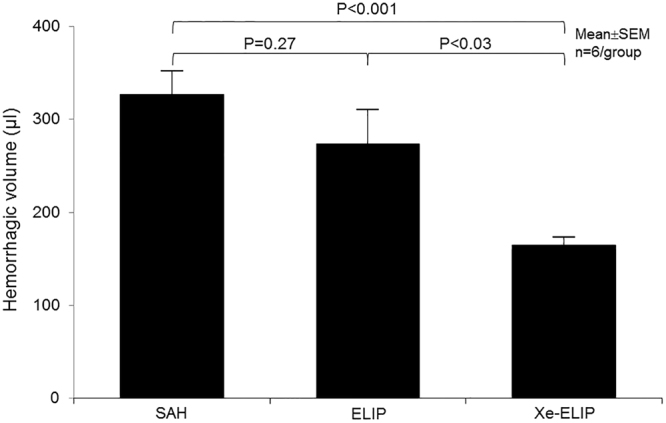 P<0.001
Mean±SEM
n=6/group
P=0.27
P<0.03
Hemorrhagic volume (µl)
400
300
200
100
0
SAH
ELIP
Xe-ELIP